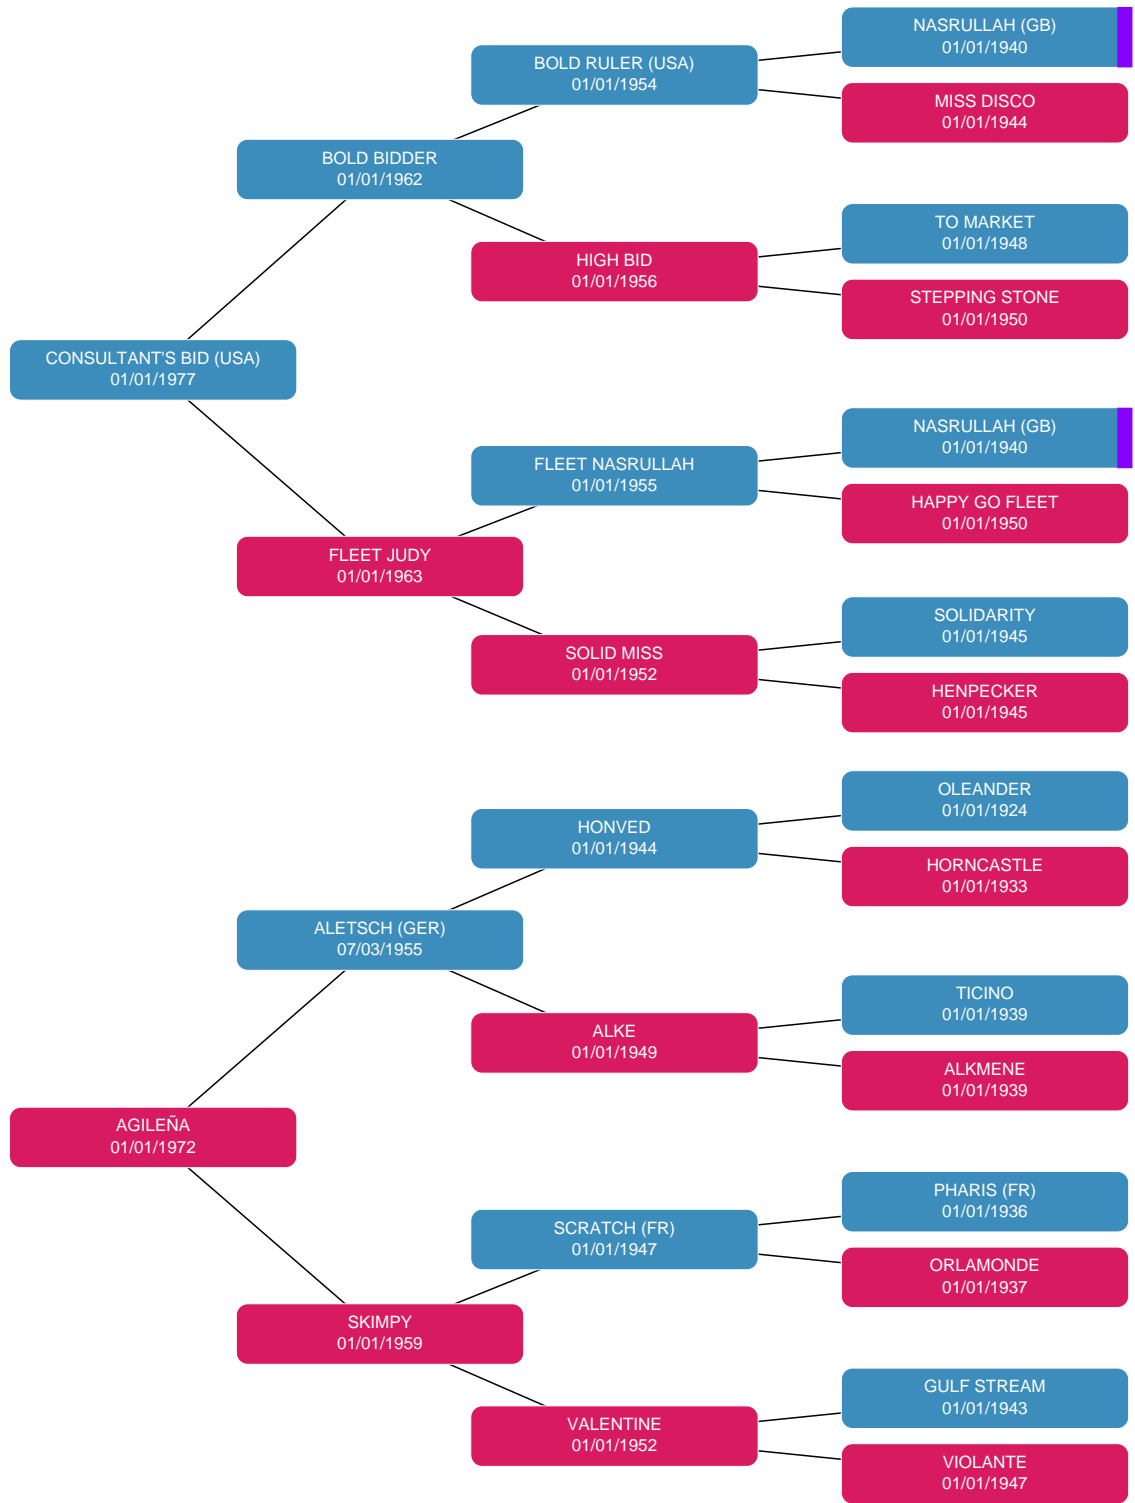 NASRULLAH (GB)
01/01/1940
BOLD RULER (USA)
01/01/1954
MISS DISCO
01/01/1944
BOLD BIDDER
01/01/1962
TO MARKET
01/01/1948
HIGH BID
01/01/1956
STEPPING STONE
01/01/1950
CONSULTANT'S BID (USA)
01/01/1977
NASRULLAH (GB)
01/01/1940
FLEET NASRULLAH
01/01/1955
HAPPY GO FLEET
01/01/1950
FLEET JUDY
01/01/1963
SOLIDARITY
01/01/1945
SOLID MISS
01/01/1952
HENPECKER
01/01/1945
OLEANDER
01/01/1924
HONVED
01/01/1944
HORNCASTLE
01/01/1933
ALETSCH (GER)
07/03/1955
TICINO
01/01/1939
ALKE
01/01/1949
ALKMENE
01/01/1939
AGILEÑA
01/01/1972
PHARIS (FR)
01/01/1936
SCRATCH (FR)
01/01/1947
ORLAMONDE
01/01/1937
SKIMPY
01/01/1959
GULF STREAM
01/01/1943
VALENTINE
01/01/1952
VIOLANTE
01/01/1947